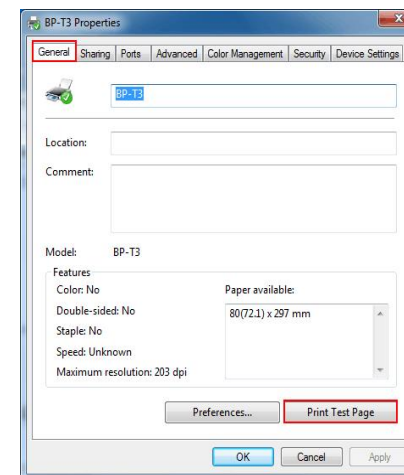 BP-T3 Properties
General Sharing Ports Advanced Color Management Security Device Settings
BP-T3
Location:
Comment:
Model: BP-T3
Features
Color: No Paper available:
Double-sided: No 80(72.1) x 297 mm
Staple: No
Speed: Unknown
Maximum resolution: 203 dpi
Preferences... Print Test Page
OK Cancel Apply